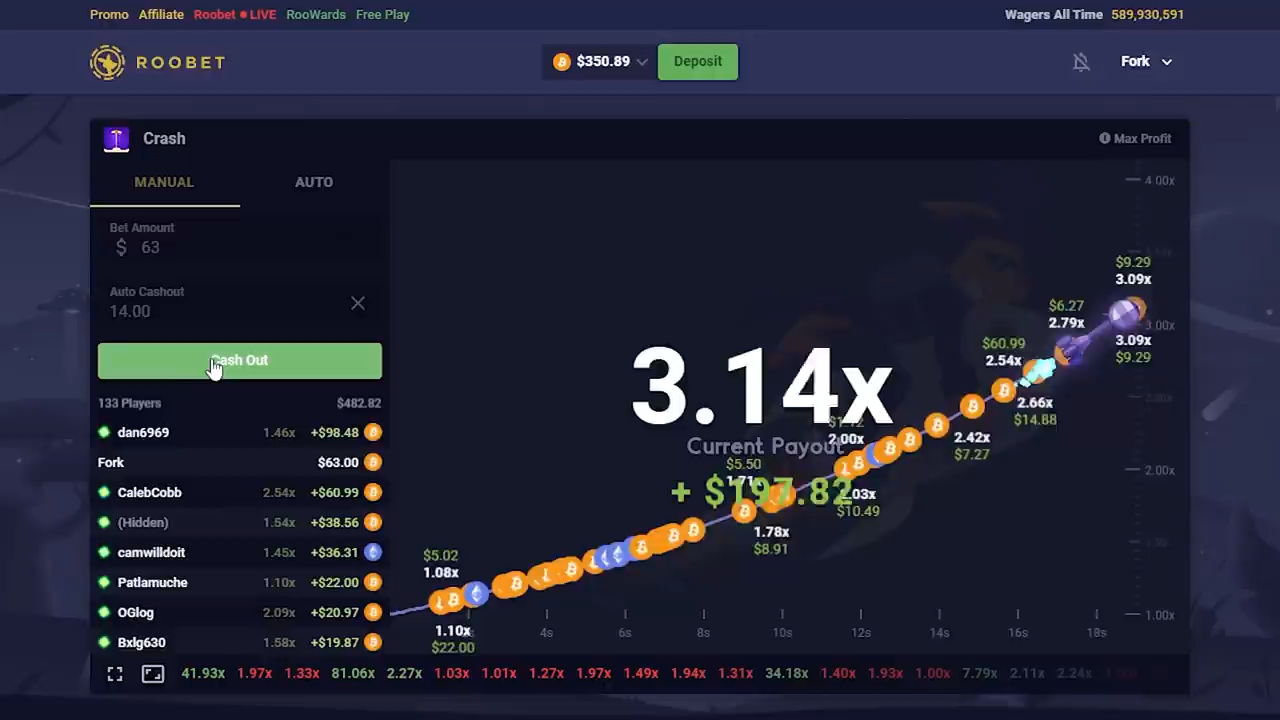 Promo Affiliate Roobet LIVE RooWards Free Play Wagers All Time 589,930,591
ROOBET $350.89 Deposit Fork
Crash Max Profit
MANUAL AUTO
Bet Amount
$ 63
Auto Cashout
14.00
Cash Out
133 Players $482.82
dan6969 1.46x +$98.48
Fork $63.00
CalebCobb 2.54x +$60.99
(Hidden) 1.54x +$38.56
camwilldoit 1.45x +$36.31
Patlamuche 1.10x +$22.00
OGlog 2.09x +$20.97
Bxlg630 1.58x +$19.87
4.00x
$9.29
3.09x
$6.27
2.79x
3.00x
3.09x
$9.29
$60.99
2.54x
2.66x
$14.88
3.14x
Current Payout
+ $197.82
2.00x
2.42x
$7.27
2.00x
$5.50
$10.49
1.78x
$8.91
$5.02
1.08x
1.10x
$22.00
1.00x
4s 6s 8s 10s 12s 14s 16s 18s
41.93x 1.97x 1.33x 81.06x 2.27x 1.03x 1.01x 1.27x 1.97x 1.49x 1.94x 1.31x 34.18x 1.40x 1.93x 1.00x 7.79x 2.11x 2.24x